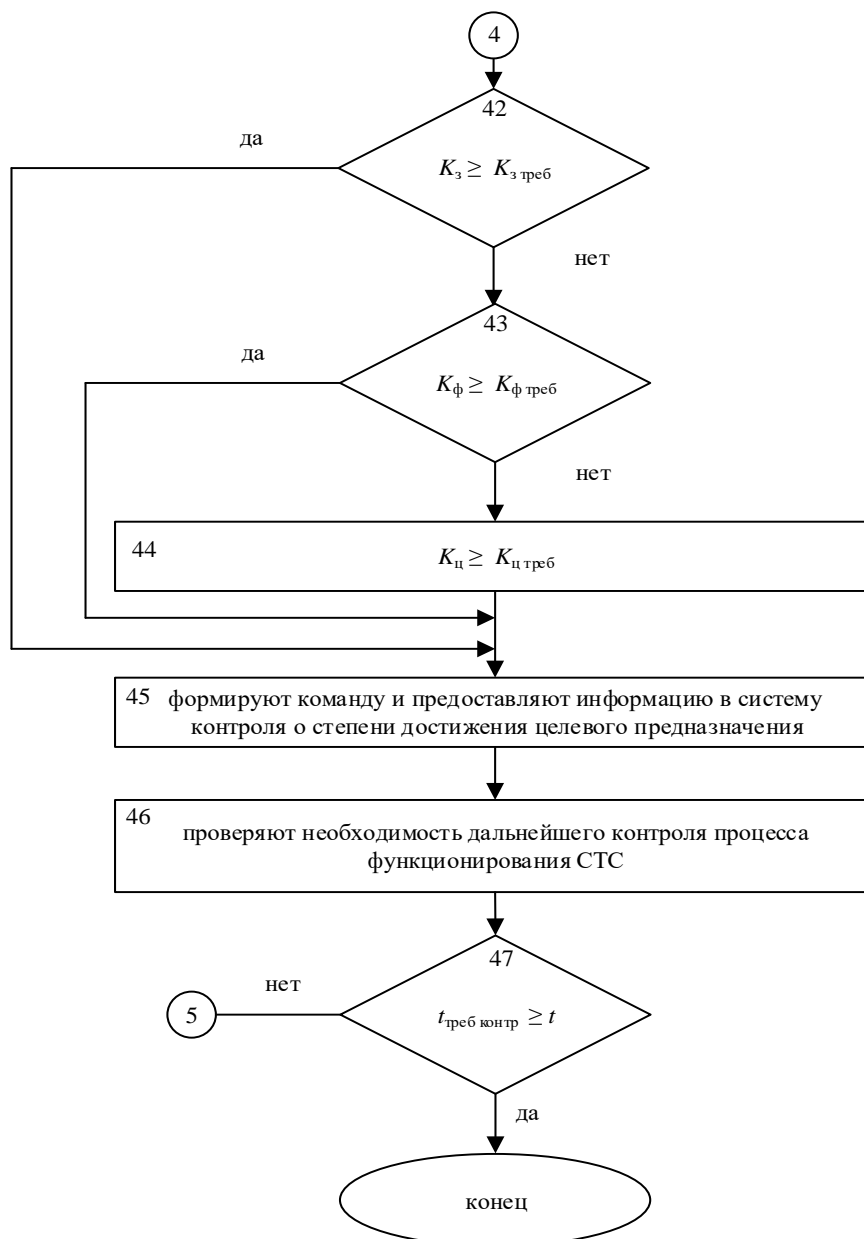 4
42
да
K_з ≥ K_з треб
нет
43
да
K_ф ≥ K_ф треб
нет
44
K_ц ≥ K_ц треб
45 формируют команду и предоставляют информацию в систему
контроля о степени достижения целевого предназначения
46
проверяют необходимость дальнейшего контроля процесса
функционирования СТС
47
нет
5
t_треб контр ≥ t
да
конец